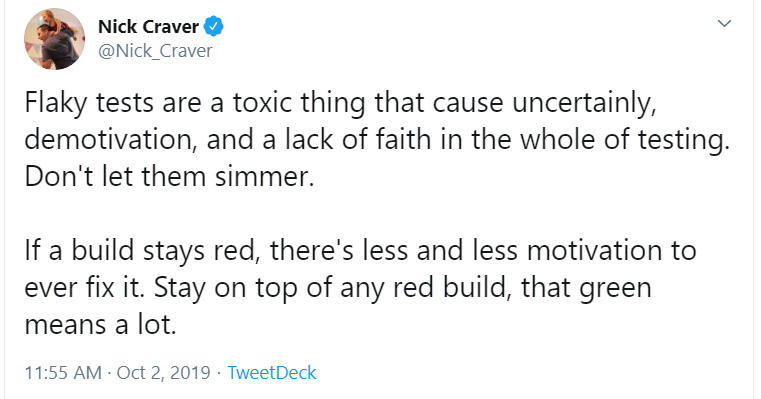 Nick Craver
@Nick_Craver
Flaky tests are a toxic thing that cause uncertainly,
demotivation, and a lack of faith in the whole of testing.
Don't let them simmer.
If a build stays red, there's less and less motivation to
ever fix it. Stay on top of any red build, that green
means a lot.
11:55 AM · Oct 2, 2019 · TweetDeck